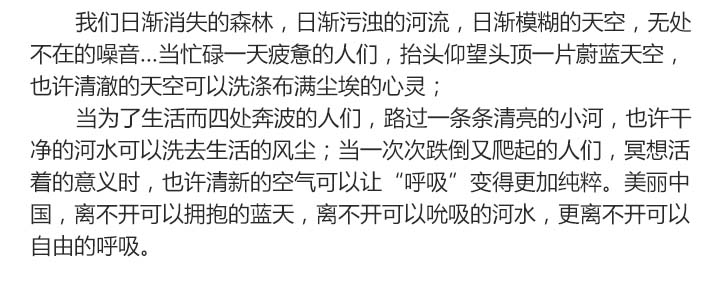 我们日渐消失的森林，日渐污浊的河流，日渐模糊的天空，无处
不在的噪音...当忙碌一天疲惫的人们，抬头仰望头顶一片蔚蓝天空，
也许清澈的天空可以洗涤布满尘埃的心灵；
当为了生活而四处奔波的人们，路过一条条清亮的小河，也许干
净的河水可以洗去生活的风尘；当一次次跌倒又爬起的人们，冥想活
着的意义时，也许清新的空气可以让“呼吸”变得更加纯粹。美丽中
国，离不开可以拥抱的蓝天，离不开可以吮吸的河水，更离不开可以
自由的呼吸。